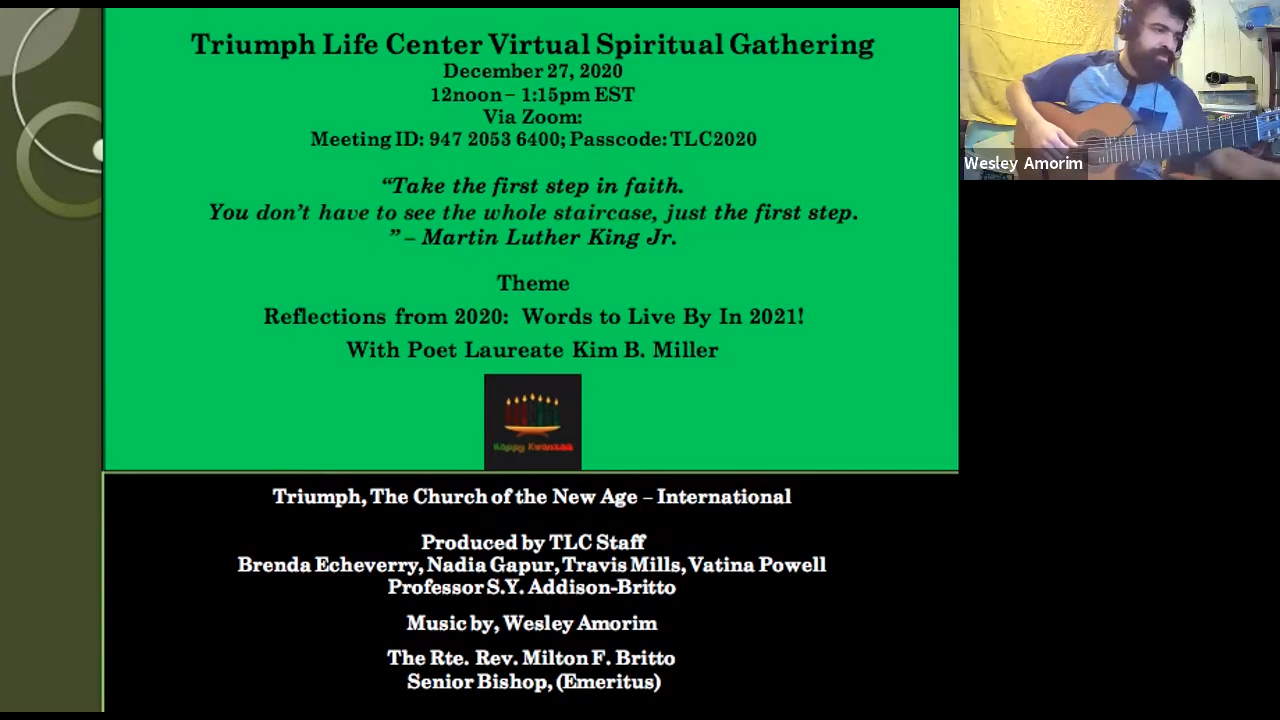 Triumph Life Center Virtual Spiritual Gathering
December 27, 2020
12noon – 1:15pm EST
Via Zoom:
Meeting ID: 947 2053 6400; Passcode: TLC2020
“Take the first step in faith.
You don’t have to see the whole staircase, just the first step.
” – Martin Luther King Jr.
Theme
Reflections from 2020:  Words to Live By In 2021!
With Poet Laureate Kim B. Miller
Happy Kwanzaa
Triumph, The Church of the New Age – International
Produced by TLC Staff
Brenda Echeverry, Nadia Gapur, Travis Mills, Vatina Powell
Professor S.Y. Addison-Britto
Music by, Wesley Amorim
The Rte. Rev. Milton F. Britto
Senior Bishop, (Emeritus)
Wesley Amorim